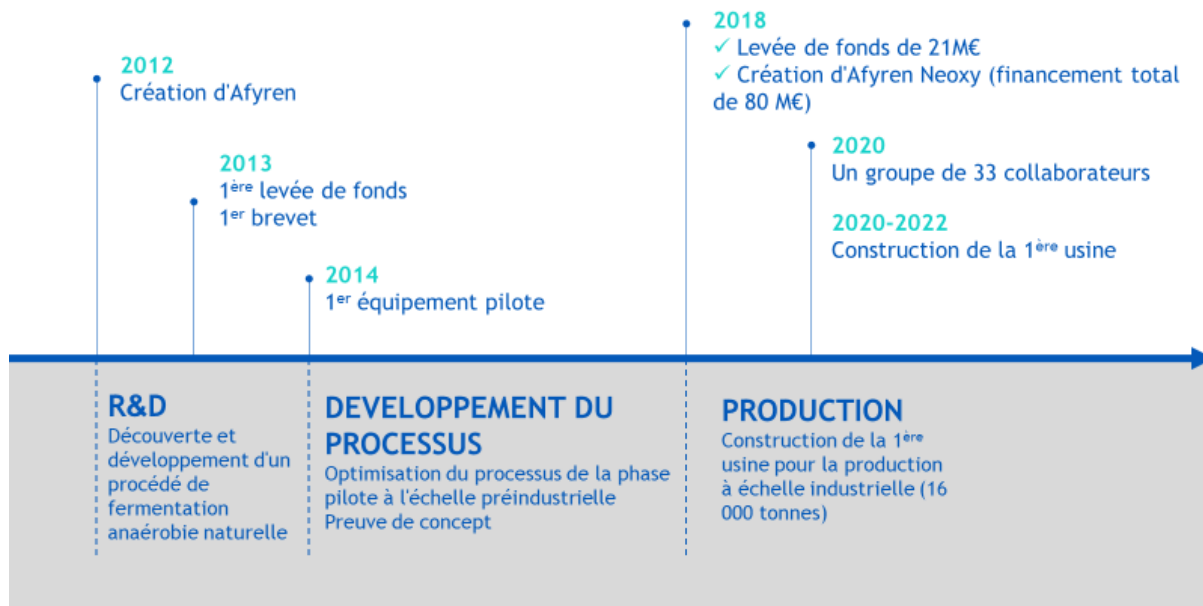 2012
Création d'Afyren
2013
1ère levée de fonds
1er brevet
2014
1er équipement pilote
2018
✓ Levée de fonds de 21M€
✓ Création d'Afyren Neoxy (financement total
de 80 M€)
2020
Un groupe de 33 collaborateurs
2020-2022
Construction de la 1ère usine
R&D
Découverte et
développement d'un
procédé de
fermentation
anaérobie naturelle
DEVELOPPEMENT DU
PROCESSUS
Optimisation du processus de la phase
pilote à l'échelle préindustrielle
Preuve de concept
PRODUCTION
Construction de la 1ère
usine pour la production
à échelle industrielle (16
000 tonnes)